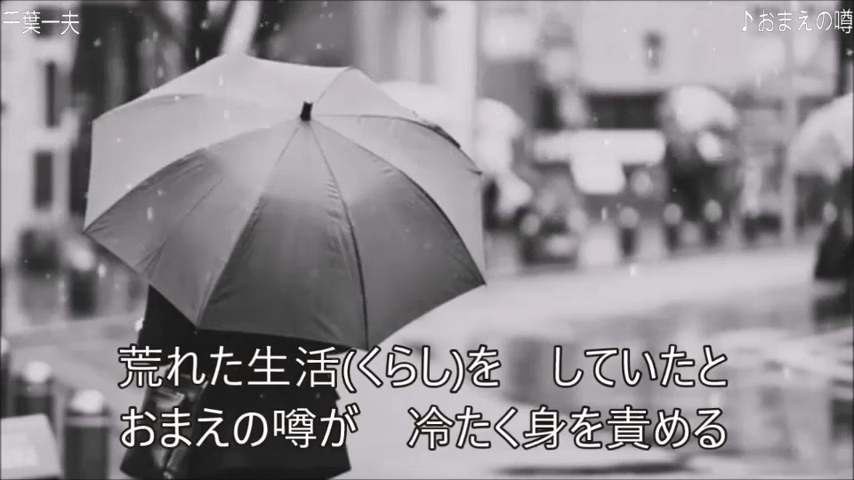 千葉一夫
♪おまえの噂
荒れた生活(くらし)を　していたと
おまえの噂が　冷たく身を責める